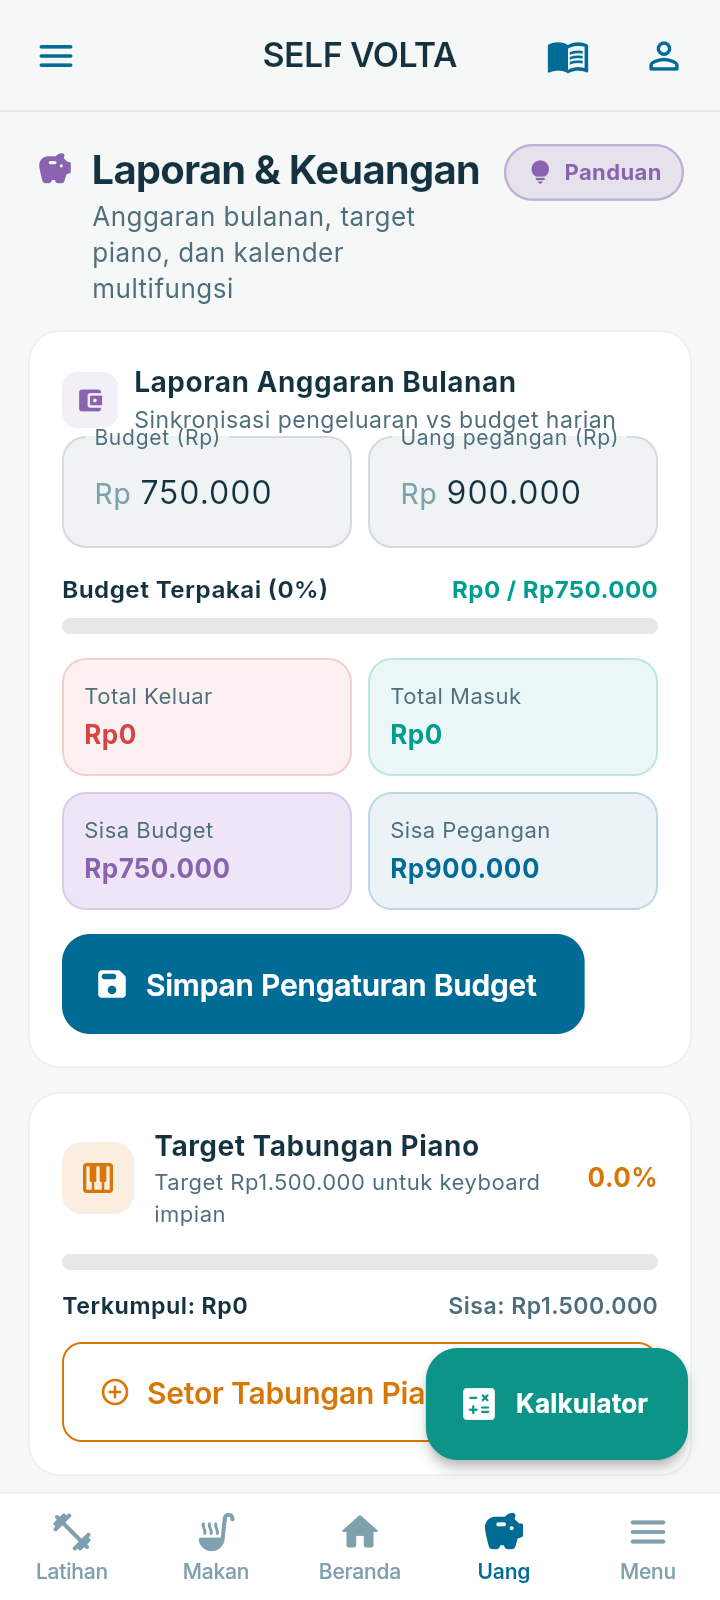 SELF VOLTA
Laporan & Keuangan
Panduan
Anggaran bulanan, target
piano, dan kalender
multifungsi
Laporan Anggaran Bulanan
Sinkronisasi pengeluaran vs budget harian
Budget (Rp)
Uang pegangan (Rp)
Rp 750.000
Rp 900.000
Budget Terpakai (0%)
Rp0 / Rp750.000
Total Keluar
Total Masuk
Rp0
Rp0
Sisa Budget
Sisa Pegangan
Rp750.000
Rp900.000
Simpan Pengaturan Budget
Target Tabungan Piano
Target Rp1.500.000 untuk keyboard
impian
0.0%
Terkumpul: Rp0
Sisa: Rp1.500.000
Setor Tabungan Pia
Kalkulator
Latihan
Makan
Beranda
Uang
Menu